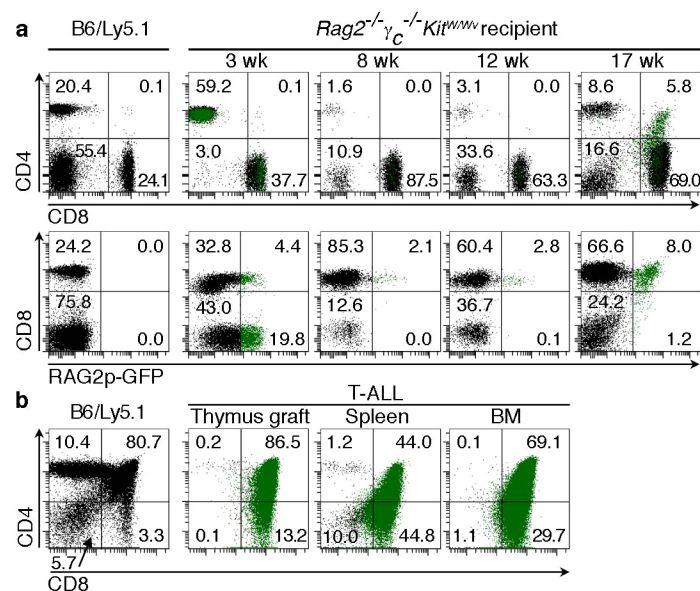 a
B6/Ly5.1
Rag2-/-γc-/-KitW/Wv recipient
3 wk 8 wk 12 wk 17 wk
20.4 0.1 59.2 0.1 1.6 0.0 3.1 0.0 8.6 5.8
55.4 24.1 3.0 37.7 10.9 87.5 33.6 63.3 16.6 69.0
CD4
CD8
24.2 0.0 32.8 4.4 85.3 2.1 60.4 2.8 66.6 8.0
75.8 0.0 43.0 19.8 12.6 0.0 36.7 0.1 24.2 1.2
CD8
RAG2p-GFP
b
T-ALL
B6/Ly5.1 Thymus graft Spleen BM
10.4 80.7 0.2 86.5 1.2 44.0 0.1 69.1
3.3 0.1 13.2 10.0 44.8 1.1 29.7
5.7
CD4
CD8